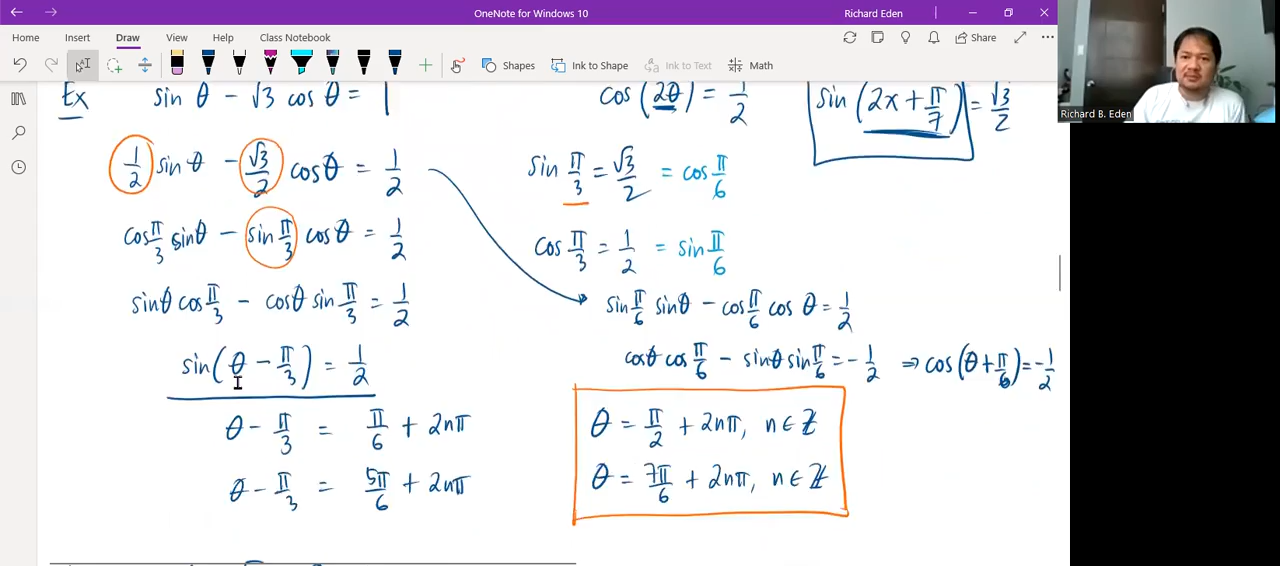 OneNote for Windows 10
Richard Eden
Home Insert Draw View Help Class Notebook
Share
Shapes
Ink to Shape
Ink to Text
Math
Richard B. Eden
Ex sin θ − √3 cos θ = 1
1/2 sin θ − √3/2 cos θ = 1/2
cos π/3 sin θ − sin π/3 cos θ = 1/2
sin θ cos π/3 − cos θ sin π/3 = 1/2
sin(θ − π/3) = 1/2
θ − π/3 = π/6 + 2nπ
θ − π/3 = 5π/6 + 2nπ
cos(2θ) = 1/2
sin(2x + π/7) = √3/2
sin π/3 = √3/2 = cos π/6
cos π/3 = 1/2 = sin π/6
sin π/6 sin θ − cos π/6 cos θ = 1/2
cos θ cos π/6 − sin θ sin π/6 = −1/2 ⇒ cos(θ + π/6) = −1/2
θ = π/2 + 2nπ, n ∈ ℤ
θ = 7π/6 + 2nπ, n ∈ ℤ